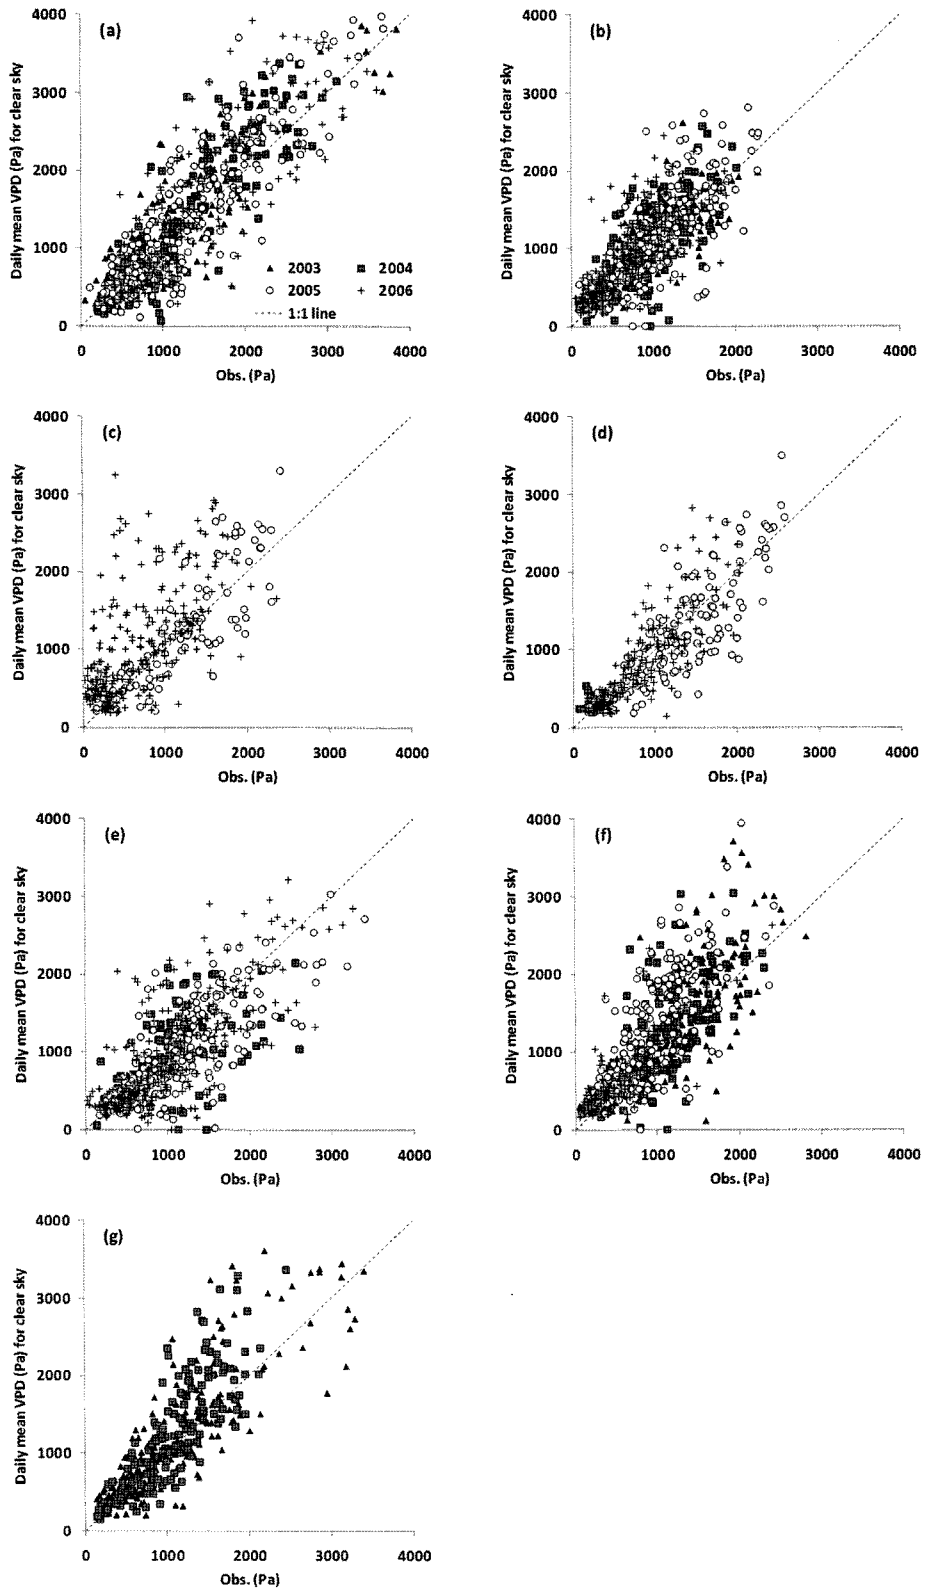 (a)
Daily mean VPD (Pa) for clear sky
4000
3000
2000
1000
0
▲ 2003 2004
○ 2005 + 2006
1:1 line
0 1000 2000 3000 4000
Obs. (Pa)
(b)
Daily mean VPD (Pa) for clear sky
4000
3000
2000
1000
0
0 1000 2000 3000 4000
Obs. (Pa)
(c)
Daily mean VPD (Pa) for clear sky
4000
3000
2000
1000
0
0 1000 2000 3000 4000
Obs. (Pa)
(d)
Daily mean VPD (Pa) for clear sky
4000
3000
2000
1000
0
0 1000 2000 3000 4000
Obs. (Pa)
(e)
Daily mean VPD (Pa) for clear sky
4000
3000
2000
1000
0
0 1000 2000 3000 4000
Obs. (Pa)
(f)
Daily mean VPD (Pa) for clear sky
4000
3000
2000
1000
0
0 1000 2000 3000 4000
Obs. (Pa)
(g)
Daily mean VPD (Pa) for clear sky
4000
3000
2000
1000
0
0 1000 2000 3000 4000
Obs. (Pa)